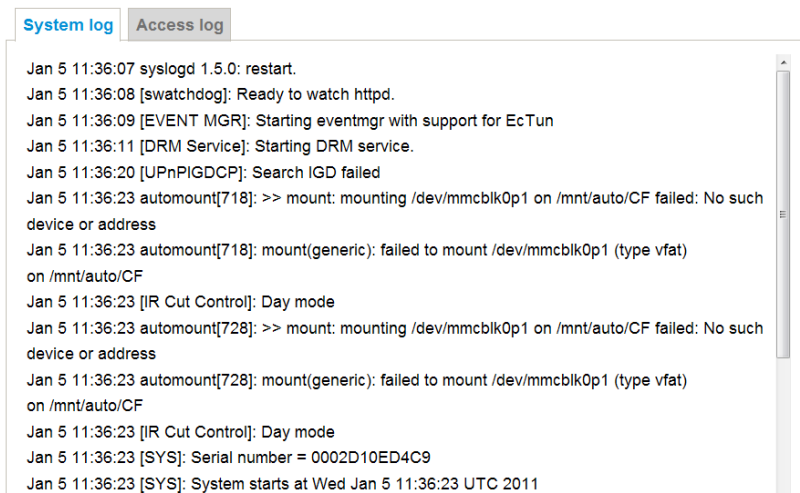 System log Access log
Jan 5 11:36:07 syslogd 1.5.0: restart.
Jan 5 11:36:08 [swatchdog]: Ready to watch httpd.
Jan 5 11:36:09 [EVENT MGR]: Starting eventmgr with support for EcTun
Jan 5 11:36:11 [DRM Service]: Starting DRM service.
Jan 5 11:36:20 [UPnPIGDCP]: Search IGD failed
Jan 5 11:36:23 automount[718]: >> mount: mounting /dev/mmcblk0p1 on /mnt/auto/CF failed: No such
device or address
Jan 5 11:36:23 automount[718]: mount(generic): failed to mount /dev/mmcblk0p1 (type vfat)
on /mnt/auto/CF
Jan 5 11:36:23 [IR Cut Control]: Day mode
Jan 5 11:36:23 automount[728]: >> mount: mounting /dev/mmcblk0p1 on /mnt/auto/CF failed: No such
device or address
Jan 5 11:36:23 automount[728]: mount(generic): failed to mount /dev/mmcblk0p1 (type vfat)
on /mnt/auto/CF
Jan 5 11:36:23 [IR Cut Control]: Day mode
Jan 5 11:36:23 [SYS]: Serial number = 0002D10ED4C9
Jan 5 11:36:23 [SYS]: System starts at Wed Jan 5 11:36:23 UTC 2011